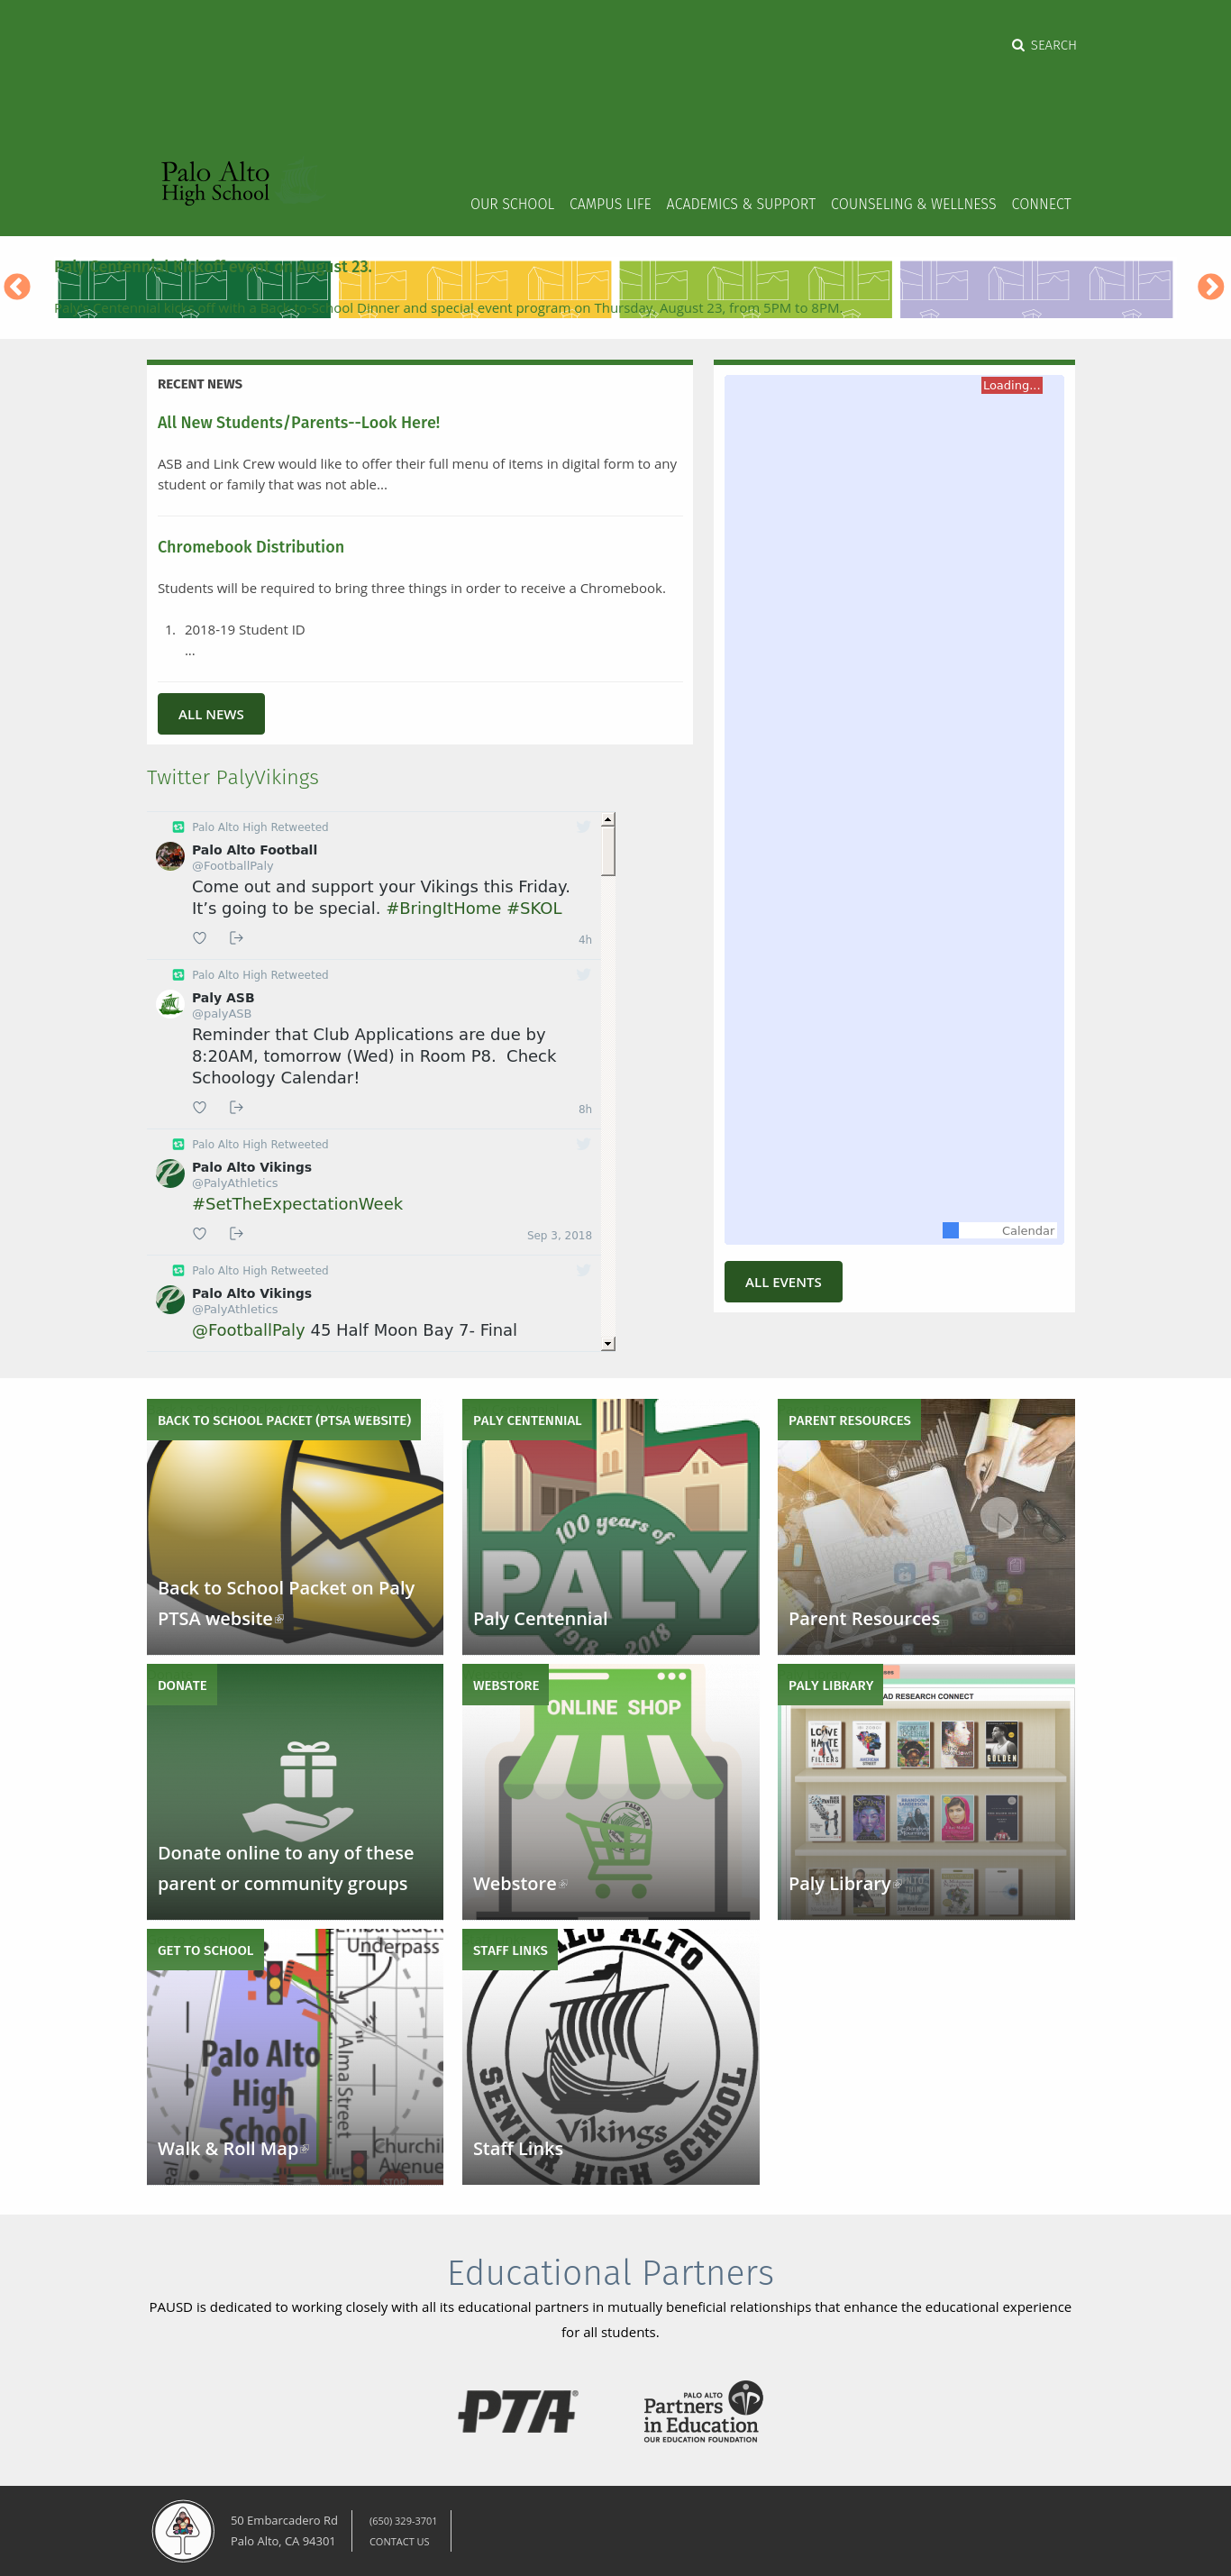 SEARCH
Palo Alto
High School
OUR SCHOOL CAMPUS LIFE ACADEMICS & SUPPORT COUNSELING & WELLNESS CONNECT
Paly Centennial Kickoff event on August 23.
Paly's Centennial kicks off with a Back-to-School Dinner and special event program on Thursday, August 23, from 5PM to 8PM.
RECENT NEWS
All New Students/Parents--Look Here!
ASB and Link Crew would like to offer their full menu of items in digital form to any
student or family that was not able...
Chromebook Distribution
Students will be required to bring three things in order to receive a Chromebook.
1. 2018-19 Student ID
...
ALL NEWS
Loading...
Calendar
ALL EVENTS
Twitter PalyVikings
Palo Alto High Retweeted
Palo Alto Football
@FootballPaly
Come out and support your Vikings this Friday.
It’s going to be special. #BringItHome #SKOL
4h
Palo Alto High Retweeted
Paly ASB
@palyASB
Reminder that Club Applications are due by
8:20AM, tomorrow (Wed) in Room P8. Check
Schoology Calendar!
8h
Palo Alto High Retweeted
Palo Alto Vikings
@PalyAthletics
#SetTheExpectationWeek
Sep 3, 2018
Palo Alto High Retweeted
Palo Alto Vikings
@PalyAthletics
@FootballPaly 45 Half Moon Bay 7- Final
BACK TO SCHOOL PACKET (PTSA WEBSITE)
Back to School Packet on Paly
PTSA website
PALY CENTENNIAL
100 years of
PALY
1918 - 2018
Paly Centennial
PARENT RESOURCES
Parent Resources
DONATE
Donate online to any of these
parent or community groups
WEBSTORE
ONLINE SHOP
PALO ALTO
Webstore
PALY LIBRARY
AD RESEARCH CONNECT
LOVE
HATE
FILTERS
GOLDEN
Paly Library
GET TO SCHOOL
Embarcadero
Underpass
Palo Alto
High
School
Alma Street
Churchil
Avenue
STOP
Walk & Roll Map
STAFF LINKS
PALO ALTO
Vikings
SENIOR HIGH SCHOOL
Staff Links
Educational Partners
PAUSD is dedicated to working closely with all its educational partners in mutually beneficial relationships that enhance the educational experience
for all students.
PTA®
PALO ALTO
Partners
in Education
OUR EDUCATION FOUNDATION
50 Embarcadero Rd
Palo Alto, CA 94301
(650) 329-3701
CONTACT US